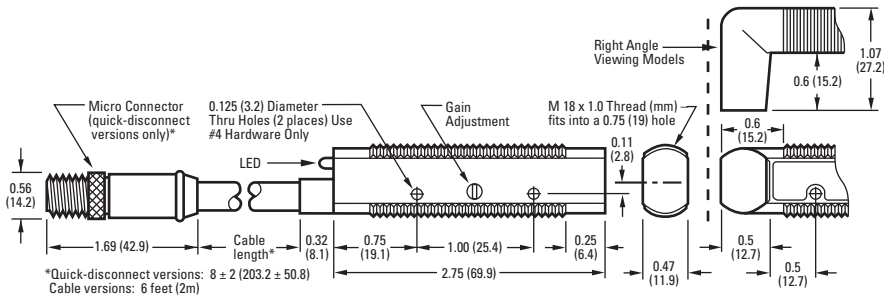 Right Angle
Viewing Models
1.07
(27.2)
0.6 (15.2)
Micro Connector
(quick-disconnect
versions only)*
0.125 (3.2) Diameter
Thru Holes (2 places) Use
#4 Hardware Only
Gain
Adjustment
M 18 x 1.0 Thread (mm)
fits into a 0.75 (19) hole
0.6
(15.2)
0.11
(2.8)
LED
0.56
(14.2)
1.69 (42.9)
Cable
length*
0.32
(8.1)
0.75
(19.1)
1.00 (25.4)
0.25
(6.4)
2.75 (69.9)
0.47
(11.9)
0.5
(12.7)
0.5
(12.7)
*Quick-disconnect versions: 8 ± 2 (203.2 ± 50.8)
Cable versions: 6 feet (2m)